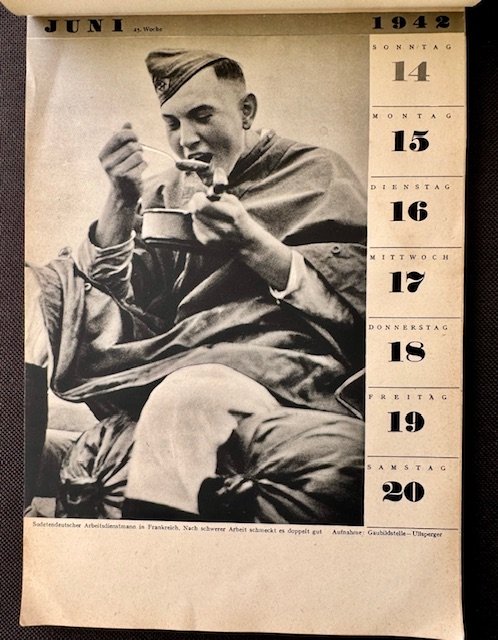 JUNI 25. Woche 1942
SONNTAG
14
MONTAG
15
DIENSTAG
16
MITTWOCH
17
DONNERSTAG
18
FREITAG
19
SAMSTAG
20
Sudetendeutscher Arbeitsdienstmann in Frankreich. Nach schwerer Arbeit schmeckt es doppelt gut Aufnahme: Gaubildstelle—Ullsperger